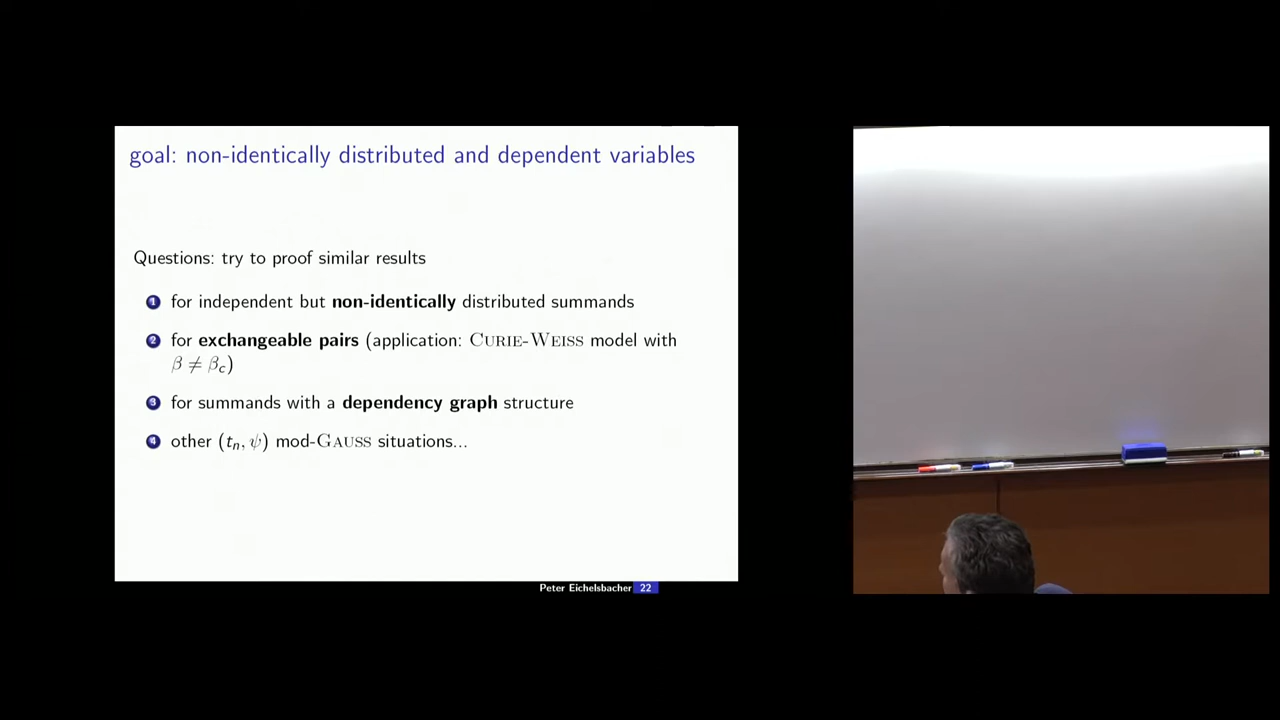 goal: non-identically distributed and dependent variables
Questions: try to proof similar results
1 for independent but non-identically distributed summands
2 for exchangeable pairs (application: CURIE-WEISS model with
β ≠ βc)
3 for summands with a dependency graph structure
4 other (tn, ψ) mod-GAUSS situations...
Peter Eichelsbacher 22